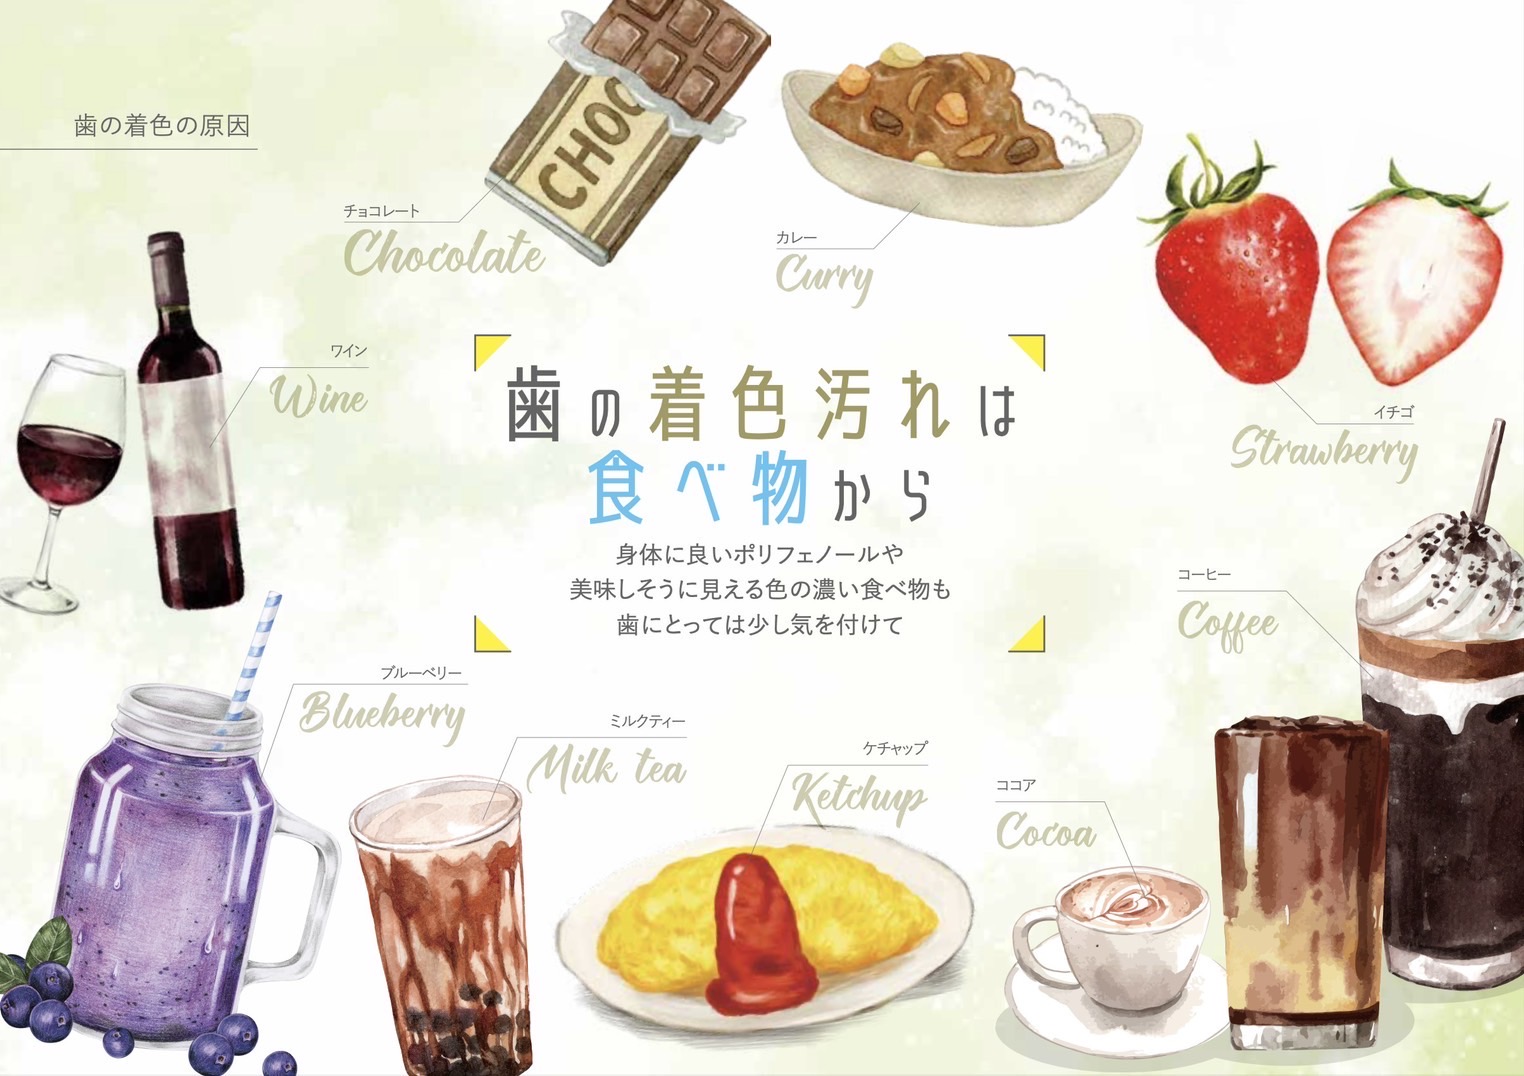 歯の着色の原因
CHOC
チョコレート
Chocolate
カレー
Curry
ワイン
Wine
イチゴ
Strawberry
歯の着色汚れは
食べ物から
身体に良いポリフェノールや
美味しそうに見える色の濃い食べ物も
歯にとっては少し気を付けて
コーヒー
Coffee
ブルーベリー
Blueberry
ミルクティー
Milk tea
ケチャップ
Ketchup
ココア
Cocoa